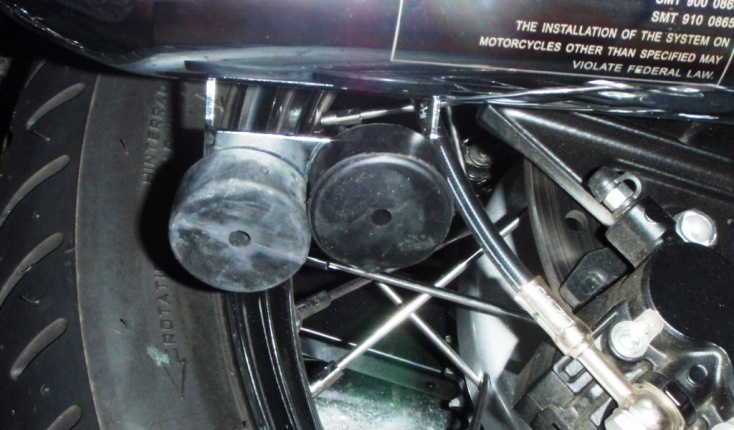 SMT 900 086
SMT 910 0865
THE INSTALLATION OF THE SYSTEM ON
MOTORCYCLES OTHER THAN SPECIFIED MAY
VIOLATE FEDERAL LAW.